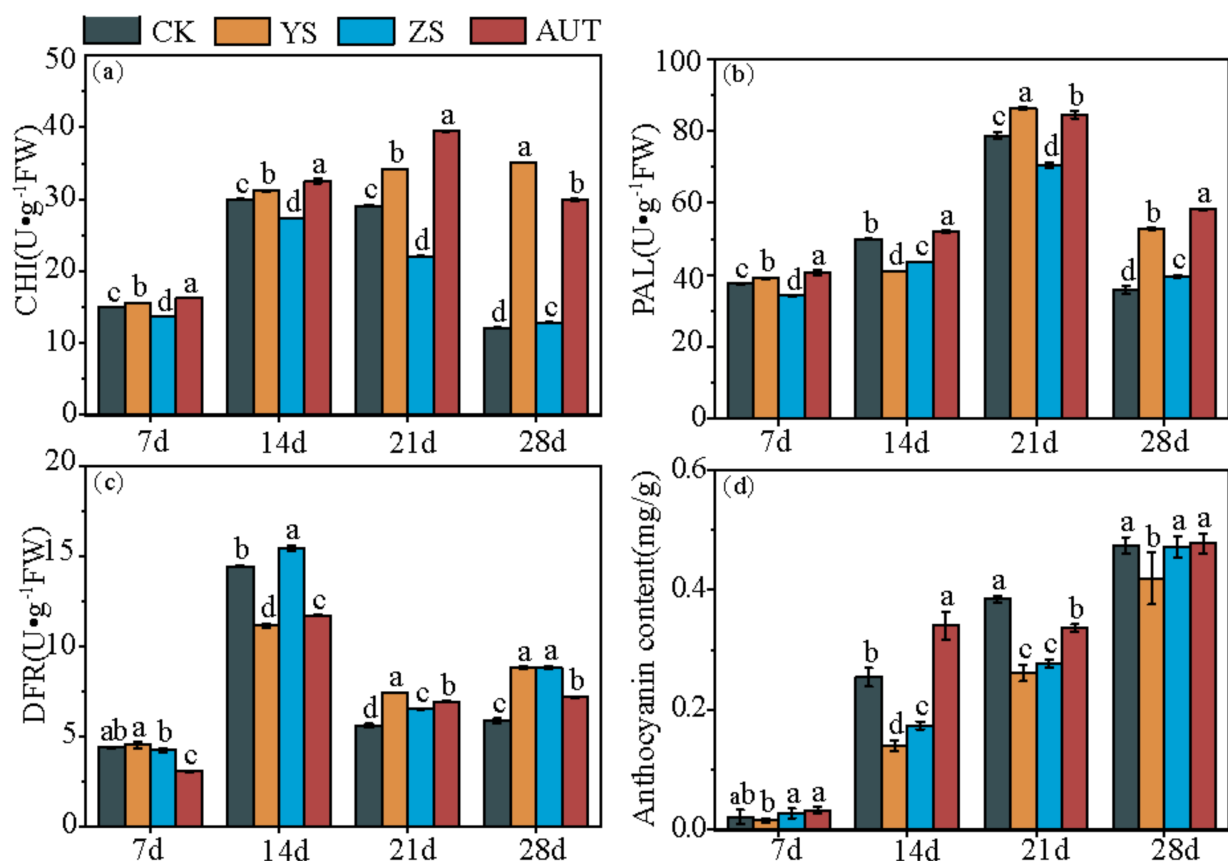 CK YS ZS AUT
(a)
CHI(U•g⁻¹FW)
50
40
30
20
10
0
c b d a
c b d a
c b d a
d a c b
7d 14d 21d 28d
(b)
PAL(U•g⁻¹FW)
100
80
60
40
20
0
c b d a
b d c a
c a d b
d b c a
7d 14d 21d 28d
(c)
DFR(U•g⁻¹FW)
20
15
10
5
0
ab a b c
b d a c
d a c b
c a a b
7d 14d 21d 28d
(d)
Anthocyanin content(mg/g)
0.6
0.4
0.2
0.0
ab b a a
b d c a
a c c b
a b a a
7d 14d 21d 28d